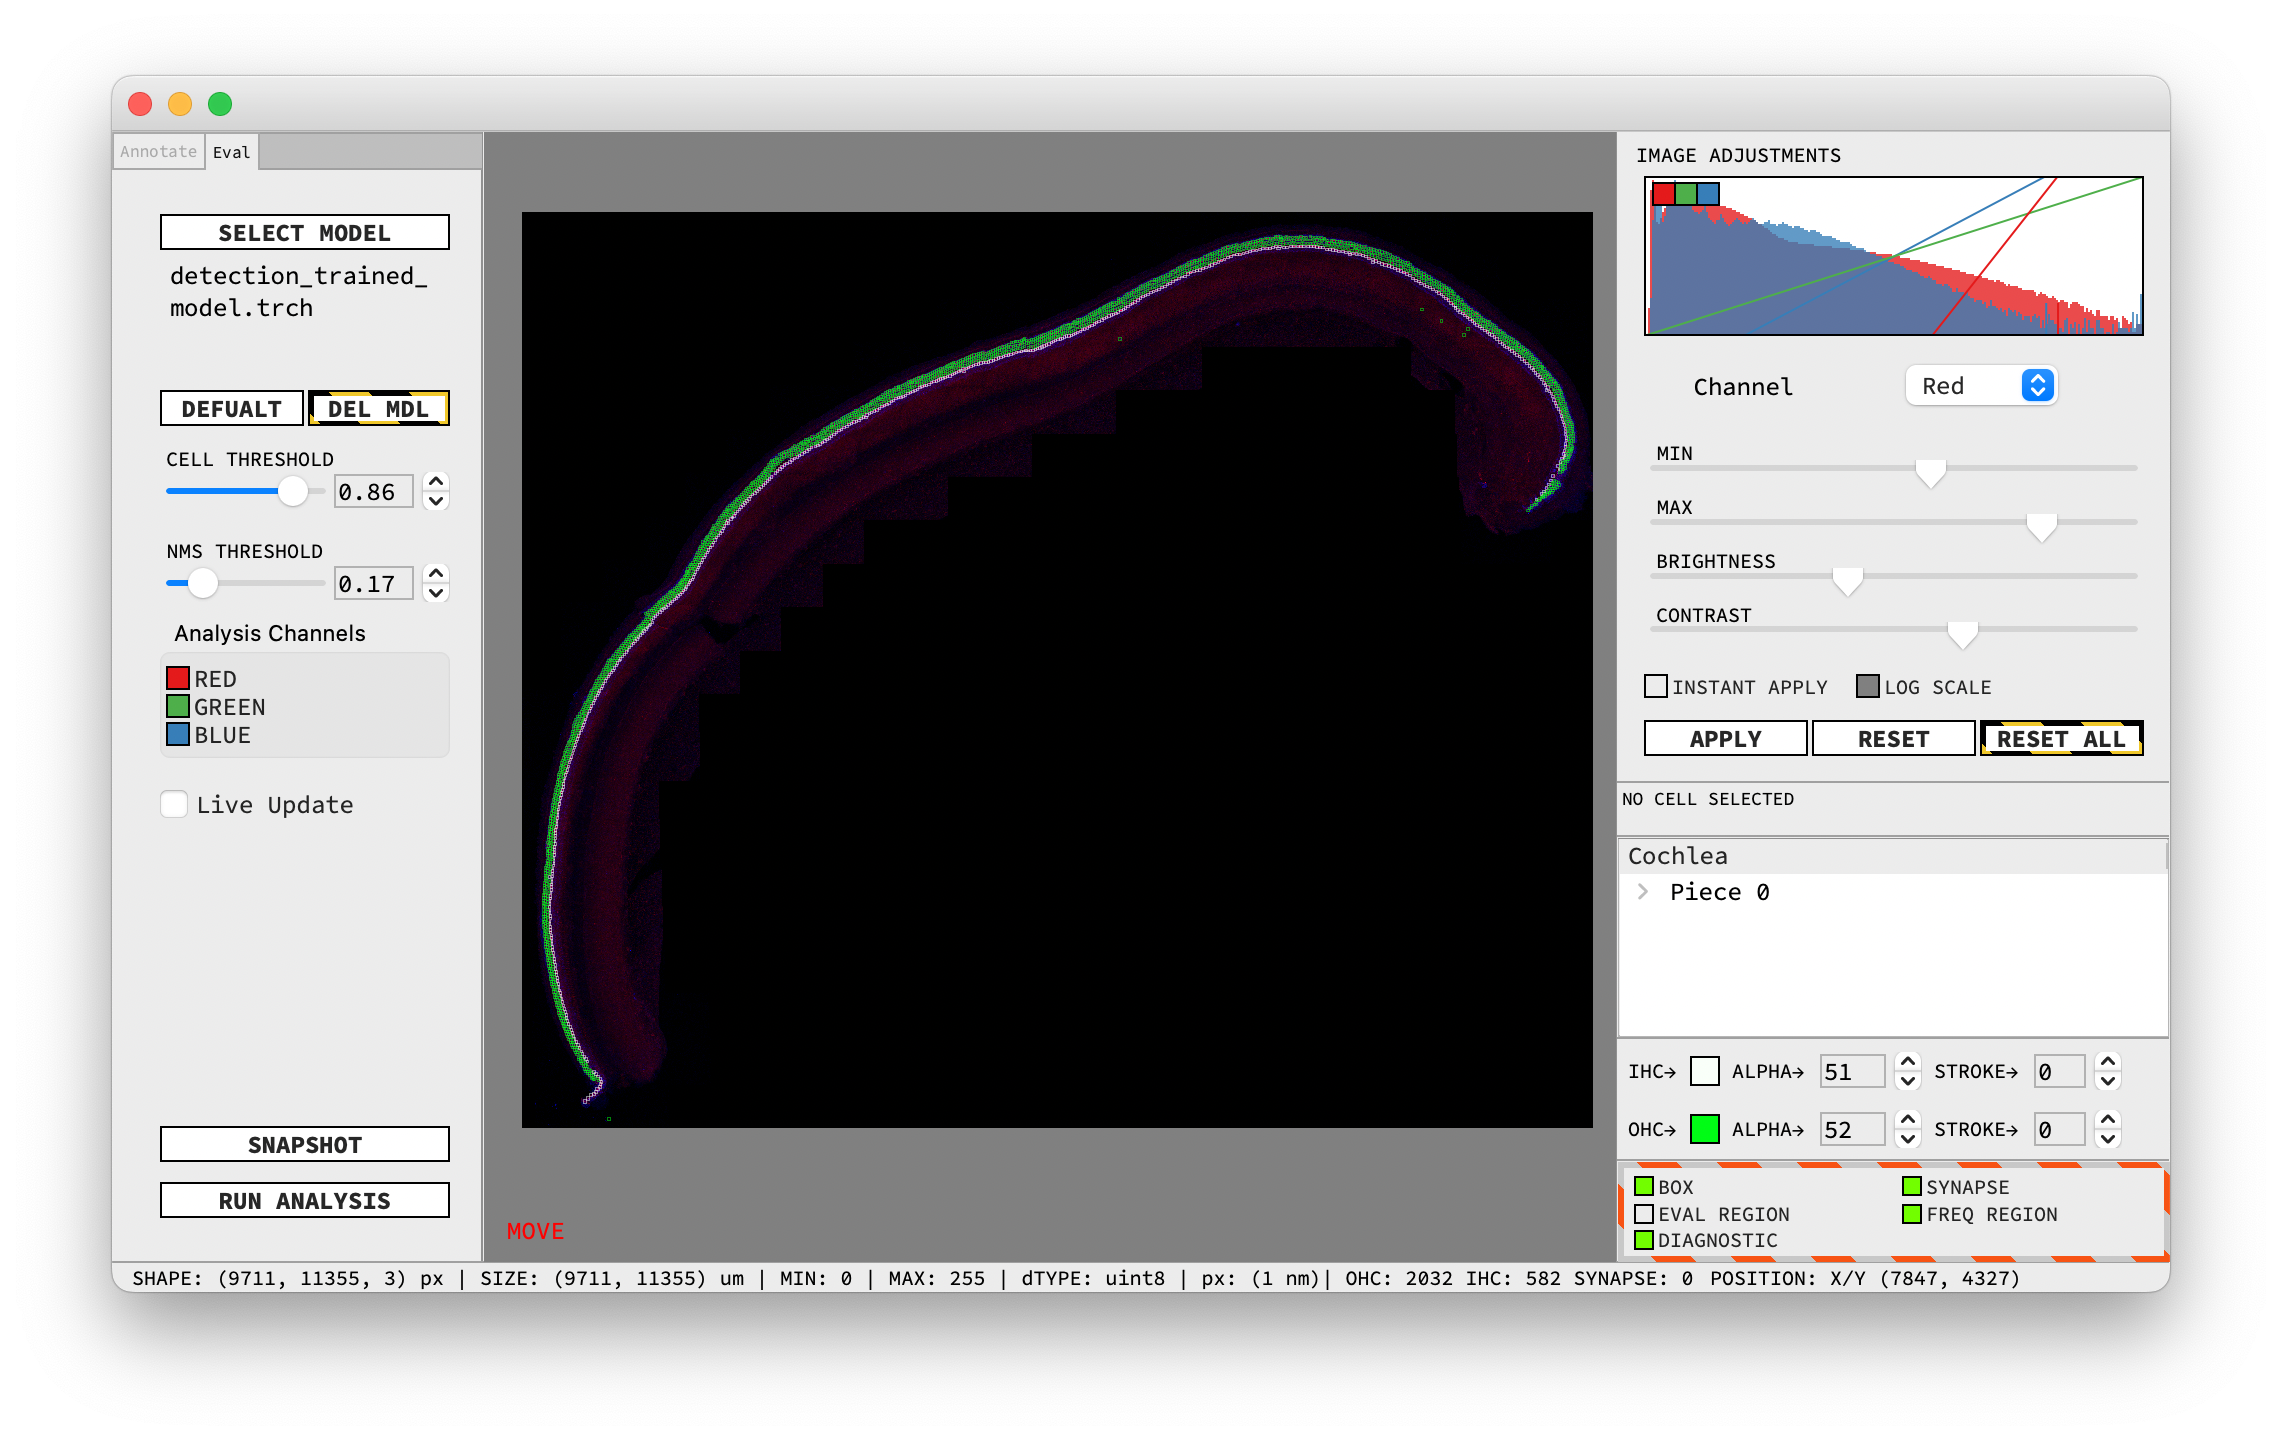 Annotate Eval
SELECT MODEL
detection_trained_
model.trch
DEFUALT DEL MDL
CELL THRESHOLD
0.86
NMS THRESHOLD
0.17
Analysis Channels
RED
GREEN
BLUE
Live Update
SNAPSHOT
RUN ANALYSIS
MOVE
IMAGE ADJUSTMENTS
Channel Red
MIN
MAX
BRIGHTNESS
CONTRAST
INSTANT APPLY LOG SCALE
APPLY RESET RESET ALL
NO CELL SELECTED
Cochlea
Piece 0
IHC→ ALPHA→ 51 STROKE→ 0
OHC→ ALPHA→ 52 STROKE→ 0
BOX SYNAPSE
EVAL REGION FREQ REGION
DIAGNOSTIC
SHAPE: (9711, 11355, 3) px | SIZE: (9711, 11355) um | MIN: 0 | MAX: 255 | dTYPE: uint8 | px: (1 nm)| OHC: 2032 IHC: 582 SYNAPSE: 0 POSITION: X/Y (7847, 4327)